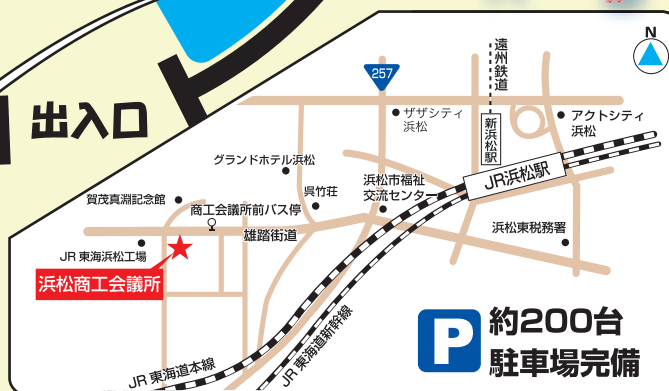 N
遠州鉄道
257
ザザシティ
浜松
新浜松駅
アクトシティ
浜松
出入口
グランドホテル浜松
JR浜松駅
賀茂真淵記念館
呉竹荘
浜松市福祉
交流センター
商工会議所前バス停
雄踏街道
浜松東税務署
JR 東海浜松工場
浜松商工会議所
JR 東海道本線
JR 東海道新幹線
P
約200台
駐車場完備